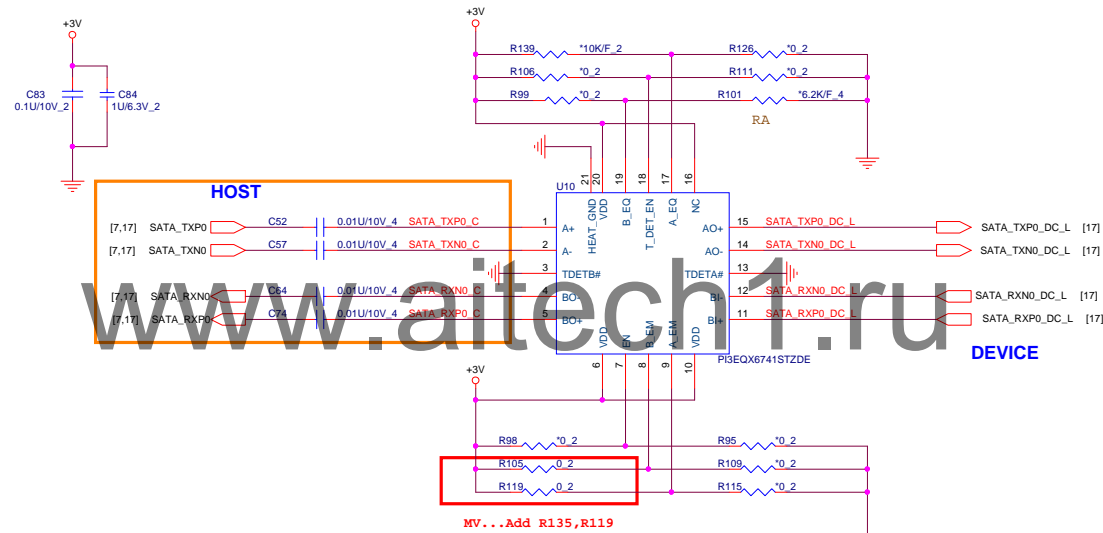 +3V
+3V
R139 *10K/F_2 R126 *0_2
R106 *0_2 R111 *0_2
R99 *0_2 R101 *6.2K/F_4
RA
C83 C84
0.1U/10V_2 1U/6.3V_2
HOST
U10
21 20 19 18 17 16
HEAT_GND VDD B_EQ T_DET_EN A_EQ NC
[7,17] SATA_TXP0 C52 0.01U/10V_4 SATA_TXP0_C 1 A+ AO+ 15 SATA_TXP0_DC_L SATA_TXP0_DC_L [17]
[7,17] SATA_TXN0 C57 0.01U/10V_4 SATA_TXN0_C 2 A- AO- 14 SATA_TXN0_DC_L SATA_TXN0_DC_L [17]
3 TDETB# TDETA# 13
[7,17] SATA_RXN0 C64 0.01U/10V_4 SATA_RXN0_C 4 BO- BI- 12 SATA_RXN0_DC_L SATA_RXN0_DC_L [17]
[7,17] SATA_RXP0 C74 0.01U/10V_4 SATA_RXP0_C 5 BO+ BI+ 11 SATA_RXP0_DC_L SATA_RXP0_DC_L [17]
www.aitech1.ru
VDD EN B_EM A_EM VDD
6 7 8 9 10
PI3EQX6741STZDE
DEVICE
+3V
R98 *0_2 R95 *0_2
R105 0_2 R109 *0_2
R119 0_2 R115 *0_2
MV...Add R135,R119